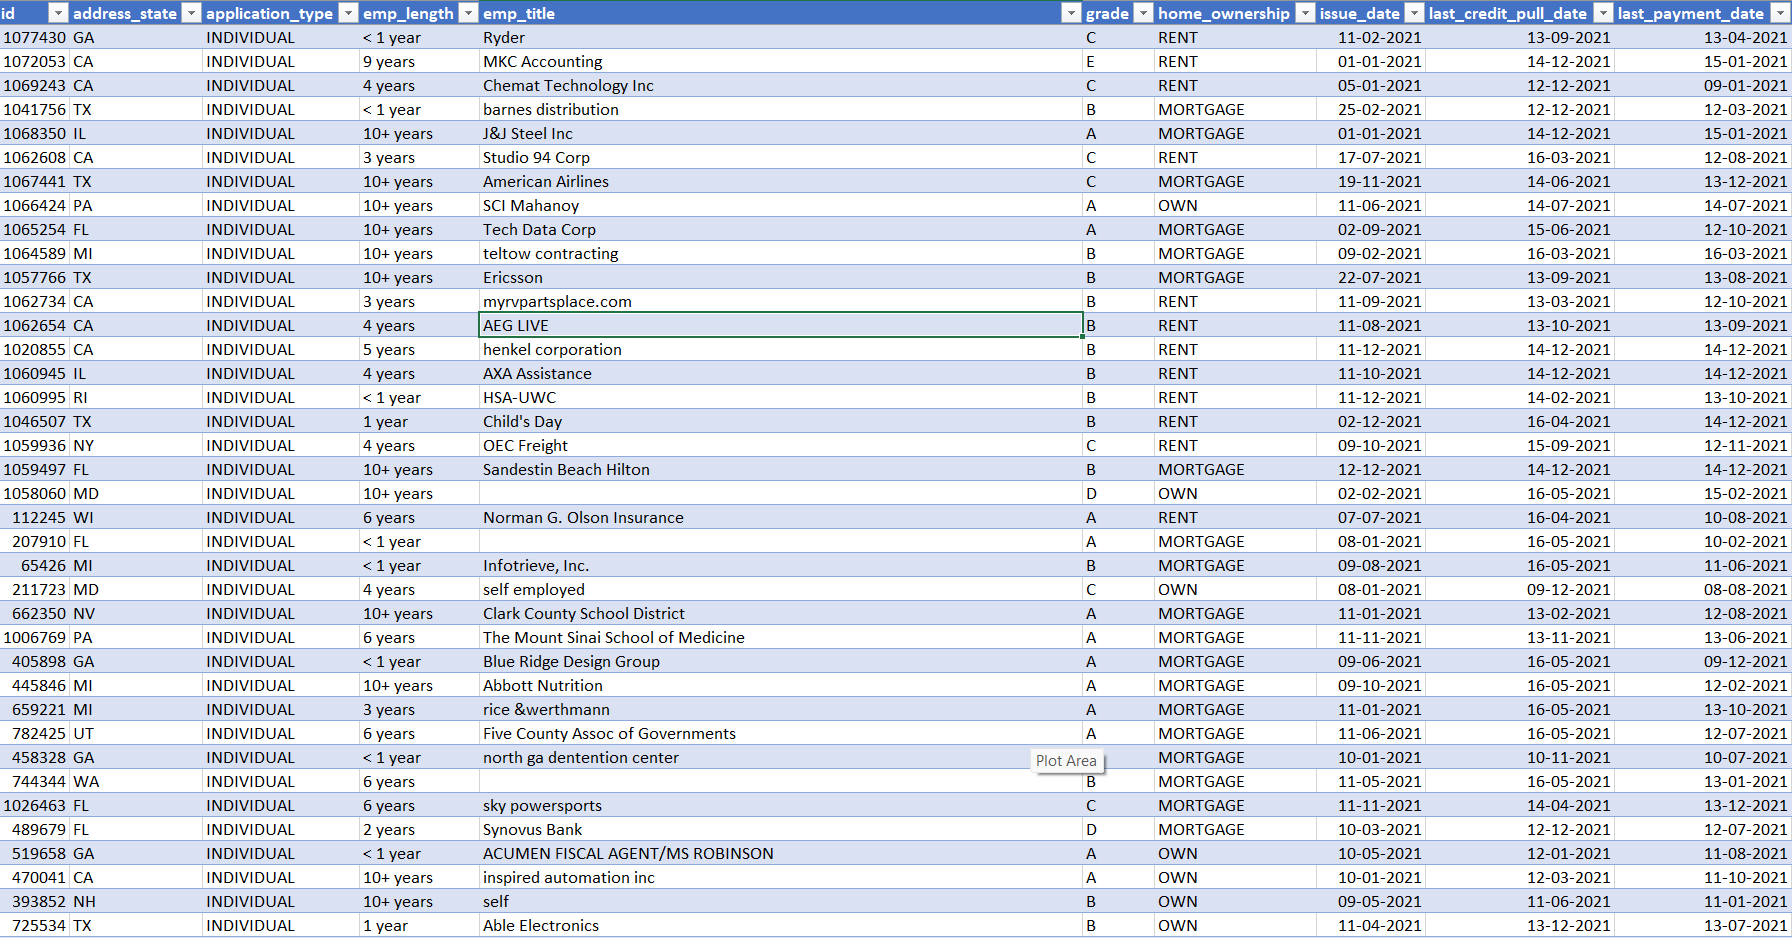 id address_state application_type emp_length emp_title grade home_ownership issue_date last_credit_pull_date last_payment_date
1077430 GA INDIVIDUAL < 1 year Ryder C RENT 11-02-2021 13-09-2021 13-04-2021
1072053 CA INDIVIDUAL 9 years MKC Accounting E RENT 01-01-2021 14-12-2021 15-01-2021
1069243 CA INDIVIDUAL 4 years Chemat Technology Inc C RENT 05-01-2021 12-12-2021 09-01-2021
1041756 TX INDIVIDUAL < 1 year barnes distribution B MORTGAGE 25-02-2021 12-12-2021 12-03-2021
1068350 IL INDIVIDUAL 10+ years J&J Steel Inc A MORTGAGE 01-01-2021 14-12-2021 15-01-2021
1062608 CA INDIVIDUAL 3 years Studio 94 Corp C RENT 17-07-2021 16-03-2021 12-08-2021
1067441 TX INDIVIDUAL 10+ years American Airlines C MORTGAGE 19-11-2021 14-06-2021 13-12-2021
1066424 PA INDIVIDUAL 10+ years SCI Mahanoy A OWN 11-06-2021 14-07-2021 14-07-2021
1065254 FL INDIVIDUAL 10+ years Tech Data Corp A MORTGAGE 02-09-2021 15-06-2021 12-10-2021
1064589 MI INDIVIDUAL 10+ years teltow contracting B MORTGAGE 09-02-2021 16-03-2021 16-03-2021
1057766 TX INDIVIDUAL 10+ years Ericsson B MORTGAGE 22-07-2021 13-09-2021 13-08-2021
1062734 CA INDIVIDUAL 3 years myrvpartsplace.com B RENT 11-09-2021 13-03-2021 12-10-2021
1062654 CA INDIVIDUAL 4 years AEG LIVE B RENT 11-08-2021 13-10-2021 13-09-2021
1020855 CA INDIVIDUAL 5 years henkel corporation B RENT 11-12-2021 14-12-2021 14-12-2021
1060945 IL INDIVIDUAL 4 years AXA Assistance B RENT 11-10-2021 14-12-2021 14-12-2021
1060995 RI INDIVIDUAL < 1 year HSA-UWC B RENT 11-12-2021 14-02-2021 13-10-2021
1046507 TX INDIVIDUAL 1 year Child's Day B RENT 02-12-2021 16-04-2021 14-12-2021
1059936 NY INDIVIDUAL 4 years OEC Freight C RENT 09-10-2021 15-09-2021 12-11-2021
1059497 FL INDIVIDUAL 10+ years Sandestin Beach Hilton B MORTGAGE 12-12-2021 14-12-2021 14-12-2021
1058060 MD INDIVIDUAL 10+ years D OWN 02-02-2021 16-05-2021 15-02-2021
112245 WI INDIVIDUAL 6 years Norman G. Olson Insurance A RENT 07-07-2021 16-04-2021 10-08-2021
207910 FL INDIVIDUAL < 1 year A MORTGAGE 08-01-2021 16-05-2021 10-02-2021
65426 MI INDIVIDUAL < 1 year Infotrieve, Inc. B MORTGAGE 09-08-2021 16-05-2021 11-06-2021
211723 MD INDIVIDUAL 4 years self employed C OWN 08-01-2021 09-12-2021 08-08-2021
662350 NV INDIVIDUAL 10+ years Clark County School District A MORTGAGE 11-01-2021 13-02-2021 12-08-2021
1006769 PA INDIVIDUAL 6 years The Mount Sinai School of Medicine A MORTGAGE 11-11-2021 13-11-2021 13-06-2021
405898 GA INDIVIDUAL < 1 year Blue Ridge Design Group A MORTGAGE 09-06-2021 16-05-2021 09-12-2021
445846 MI INDIVIDUAL 10+ years Abbott Nutrition A MORTGAGE 09-10-2021 16-05-2021 12-02-2021
659221 MI INDIVIDUAL 3 years rice &werthmann A MORTGAGE 11-01-2021 16-05-2021 13-10-2021
782425 UT INDIVIDUAL 6 years Five County Assoc of Governments A MORTGAGE 11-06-2021 16-05-2021 12-07-2021
458328 GA INDIVIDUAL < 1 year north ga dentention center Plot Area MORTGAGE 10-01-2021 10-11-2021 10-07-2021
744344 WA INDIVIDUAL 6 years B MORTGAGE 11-05-2021 16-05-2021 13-01-2021
1026463 FL INDIVIDUAL 6 years sky powersports C MORTGAGE 11-11-2021 14-04-2021 13-12-2021
489679 FL INDIVIDUAL 2 years Synovus Bank D MORTGAGE 10-03-2021 12-12-2021 12-07-2021
519658 GA INDIVIDUAL < 1 year ACUMEN FISCAL AGENT/MS ROBINSON A OWN 10-05-2021 12-01-2021 11-08-2021
470041 CA INDIVIDUAL 10+ years inspired automation inc A OWN 10-01-2021 12-03-2021 11-10-2021
393852 NH INDIVIDUAL 10+ years self B OWN 09-05-2021 11-06-2021 11-01-2021
725534 TX INDIVIDUAL 1 year Able Electronics B OWN 11-04-2021 13-12-2021 13-07-2021